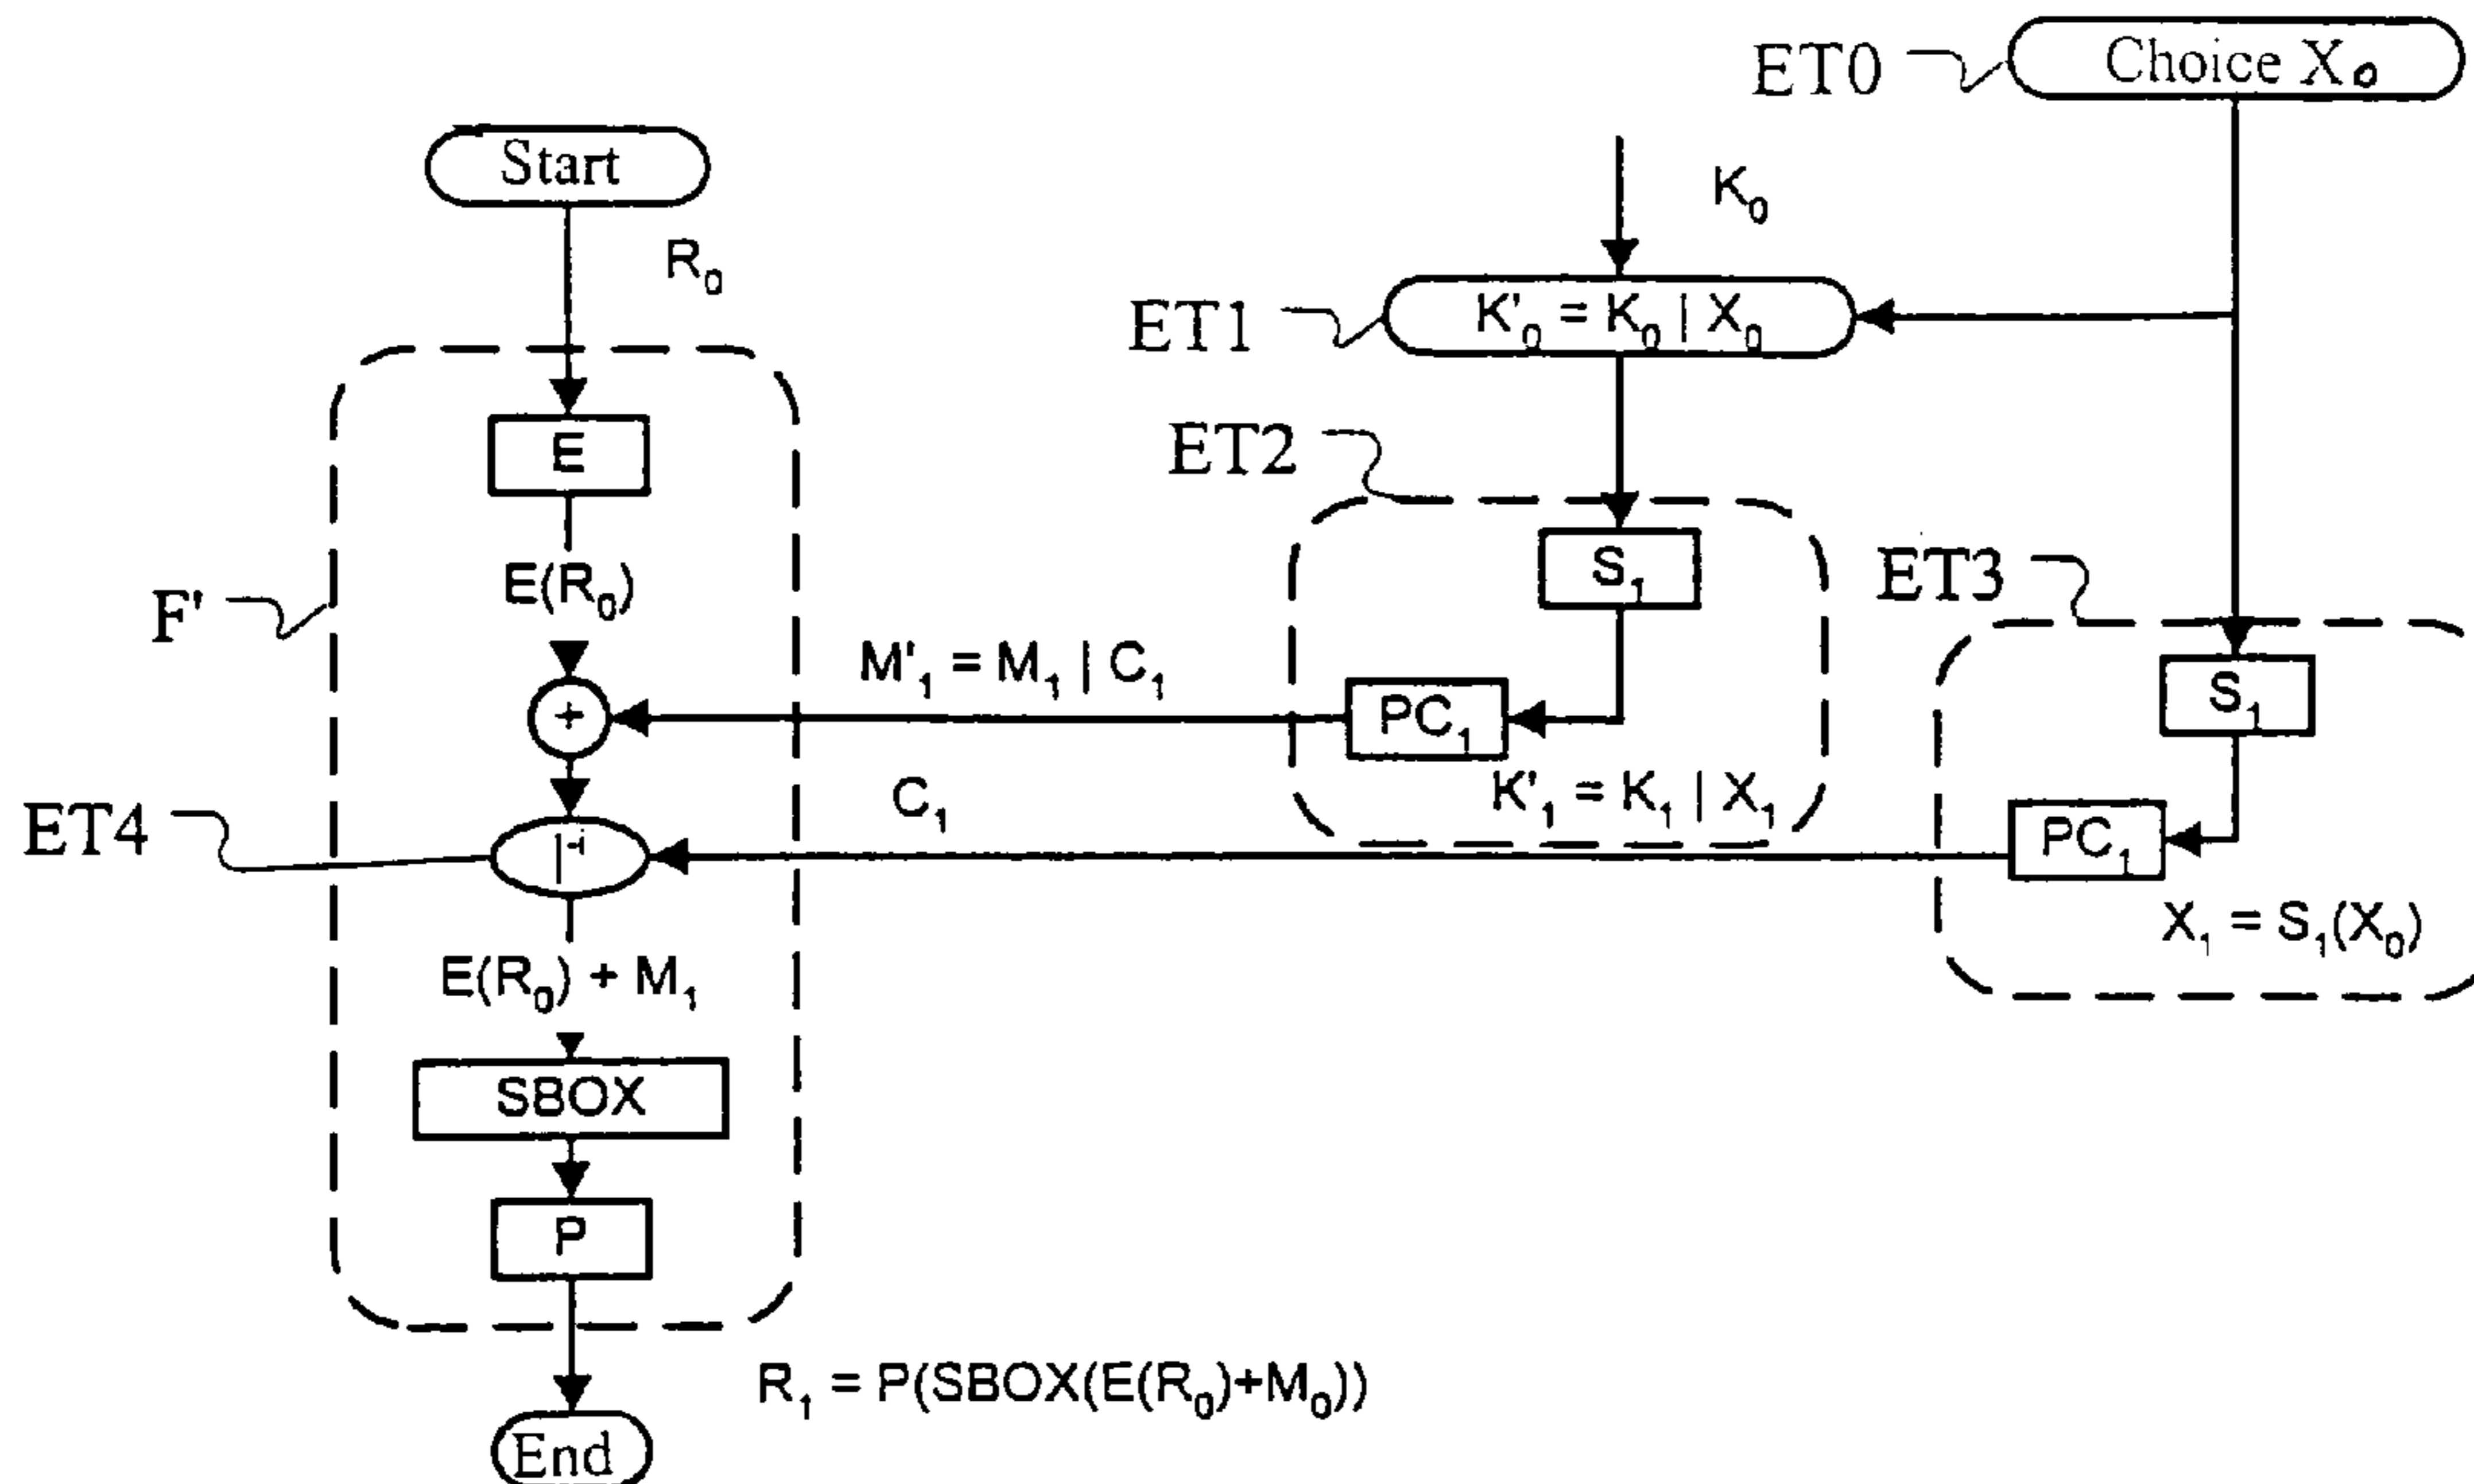 ET0
Choice X₀
Start
K₀
R₀
ET1
K'₀ = K₀ | X₀
ET2
E
S₁
ET3
E(R₀)
F'
M'₁ = M₁ | C₁
S₁
+
PC₁
K'₁ = K₁ | X₁
C₁
ET4
|⁻¹
PC₁
X₁ = S₁(X₀)
E(R₀) + M₁
SBOX
P
R₁ = P(SBOX(E(R₀)+M₀))
End